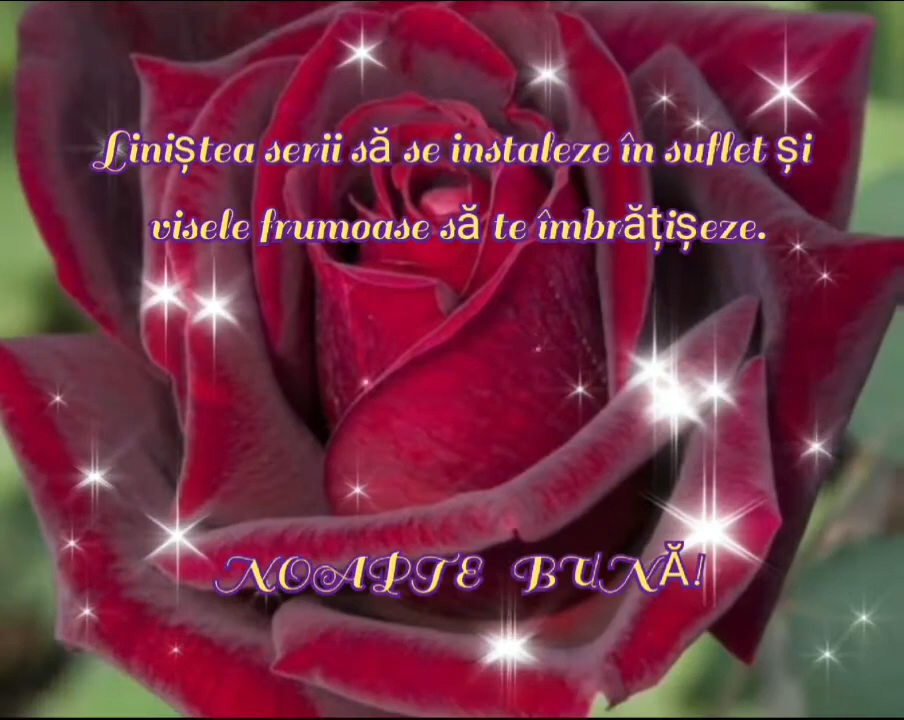 Liniștea serii să se instaleze în suflet și
visele frumoase să te îmbrățișeze.
NOAPTE BUNĂ!